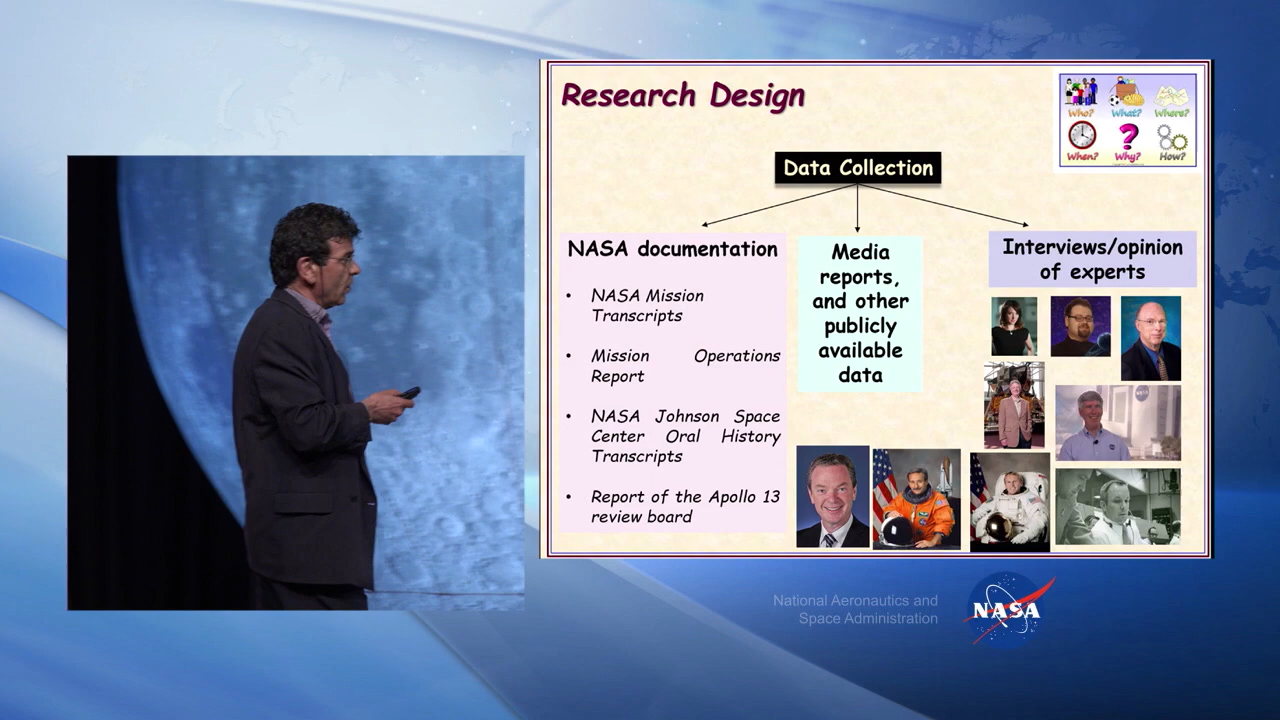 Research Design
Who?
What?
Where?
When?
Why?
How?
Data Collection
NASA documentation
• NASA Mission
Transcripts
• Mission Operations
Report
• NASA Johnson Space
Center Oral History
Transcripts
• Report of the Apollo 13
review board
Media
reports,
and other
publicly
available
data
Interviews/opinion
of experts
National Aeronautics and
Space Administration
NASA